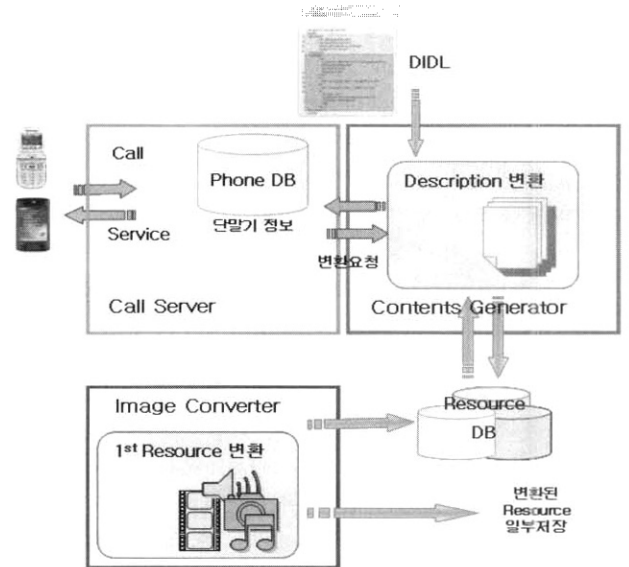 DIDL
Call
Phone DB
단말기 정보
Service
Call Server
Description 변환
변환요청
Contents Generator
Image Converter
1st Resource 변환
Resource
DB
변환된
Resource
일부저장